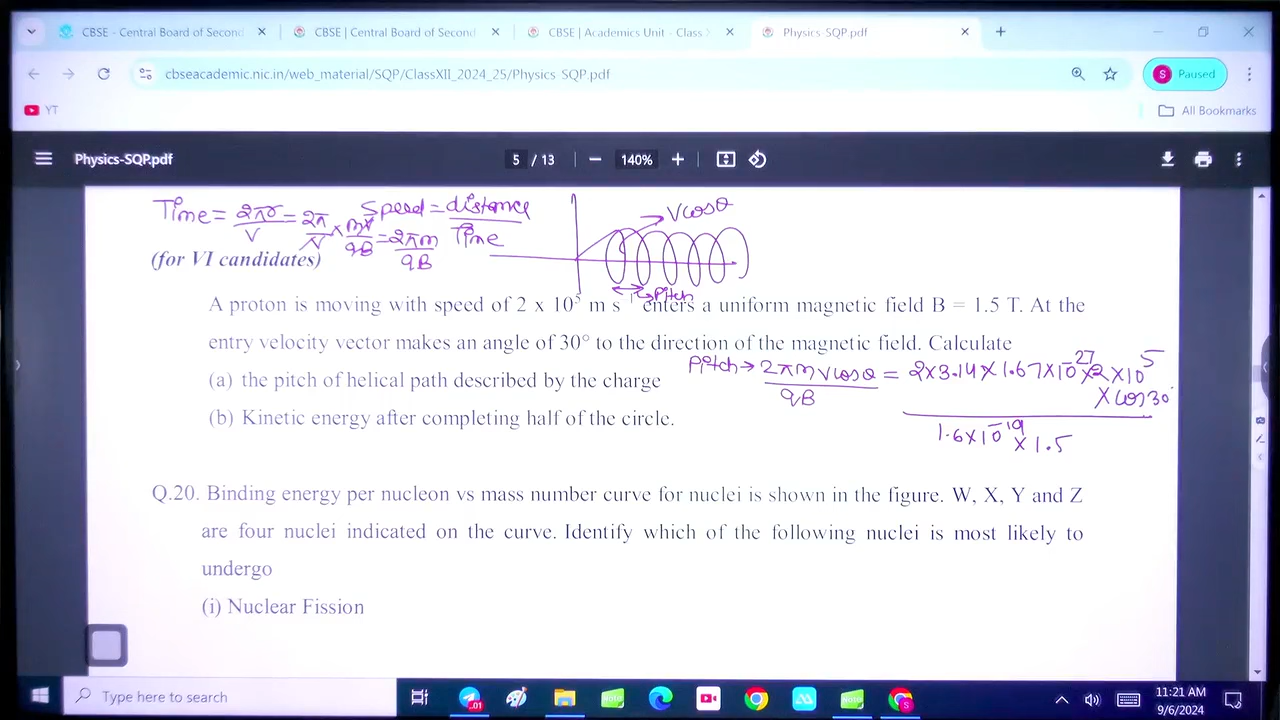 CBSE - Central Board of Second
CBSE | Central Board of Second
CBSE | Academics Unit - Class
Physics SQP.pdf
cbseacademic.nic.in/web_material/SQP/ClassXII_2024_25/Physics SQP.pdf
S Paused
YT
All Bookmarks
Physics-SQP.pdf
5 / 13
140%
Time = 2πr/V = 2π/V × mV/qB = 2πm/qB
Speed = distance/Time
Vcosθ
Pitch
(for VI candidates)
A proton is moving with speed of 2 x 10⁵ m s⁻¹ enters a uniform magnetic field B = 1.5 T. At the
entry velocity vector makes an angle of 30° to the direction of the magnetic field. Calculate
(a) the pitch of helical path described by the charge
(b) Kinetic energy after completing half of the circle.
Pitch → 2πmvcosθ/qB = 2×3.14×1.67×10⁻²⁷×2×10⁵
× cos30°
1.6×10⁻¹⁹ × 1.5
Q.20. Binding energy per nucleon vs mass number curve for nuclei is shown in the figure. W, X, Y and Z
are four nuclei indicated on the curve. Identify which of the following nuclei is most likely to
undergo
(i) Nuclear Fission
Type here to search
.01
Note
Note
S
11:21 AM
9/6/2024